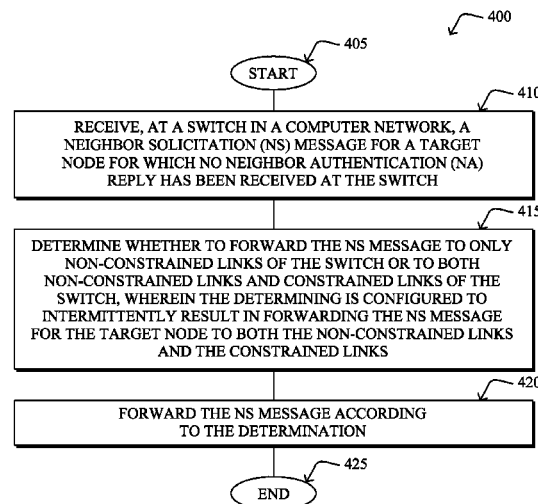 400
405
START
410
RECEIVE, AT A SWITCH IN A COMPUTER NETWORK, A
NEIGHBOR SOLICITATION (NS) MESSAGE FOR A TARGET
NODE FOR WHICH NO NEIGHBOR AUTHENTICATION (NA)
REPLY HAS BEEN RECEIVED AT THE SWITCH
415
DETERMINE WHETHER TO FORWARD THE NS MESSAGE TO ONLY
NON-CONSTRAINED LINKS OF THE SWITCH OR TO BOTH
NON-CONSTRAINED LINKS AND CONSTRAINED LINKS OF THE
SWITCH, WHEREIN THE DETERMINING IS CONFIGURED TO
INTERMITTENTLY RESULT IN FORWARDING THE NS MESSAGE
FOR THE TARGET NODE TO BOTH THE NON-CONSTRAINED LINKS
AND THE CONSTRAINED LINKS
420
FORWARD THE NS MESSAGE ACCORDING
TO THE DETERMINATION
425
END